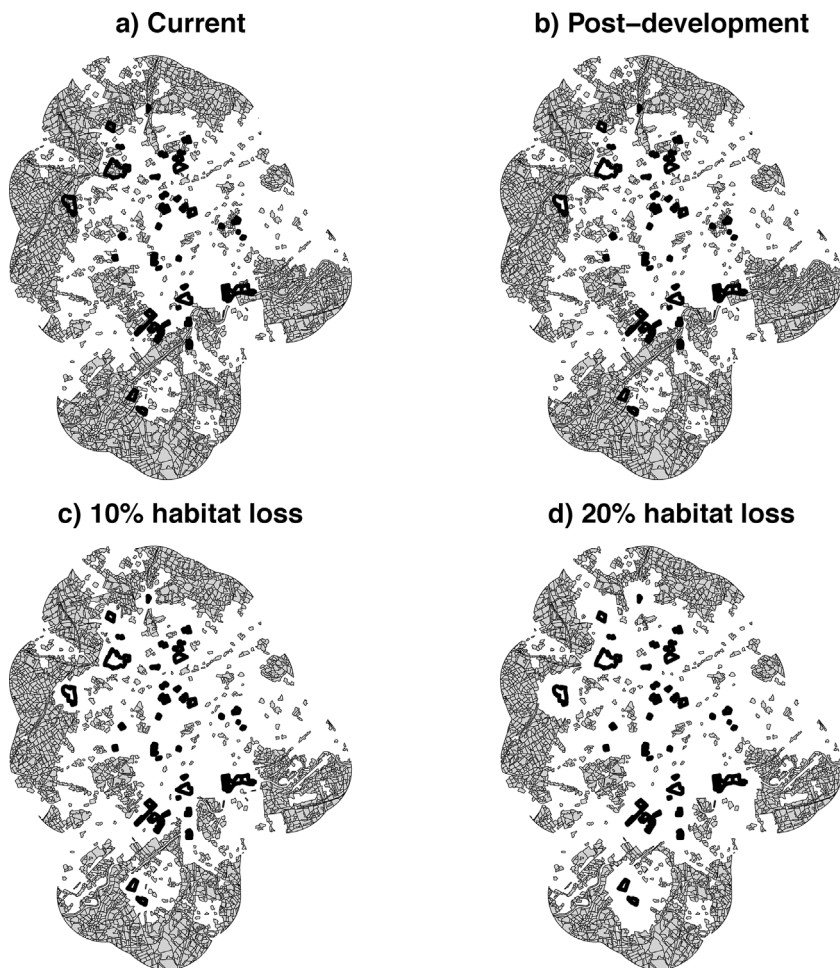 a) Current
b) Post−development
c) 10% habitat loss
d) 20% habitat loss